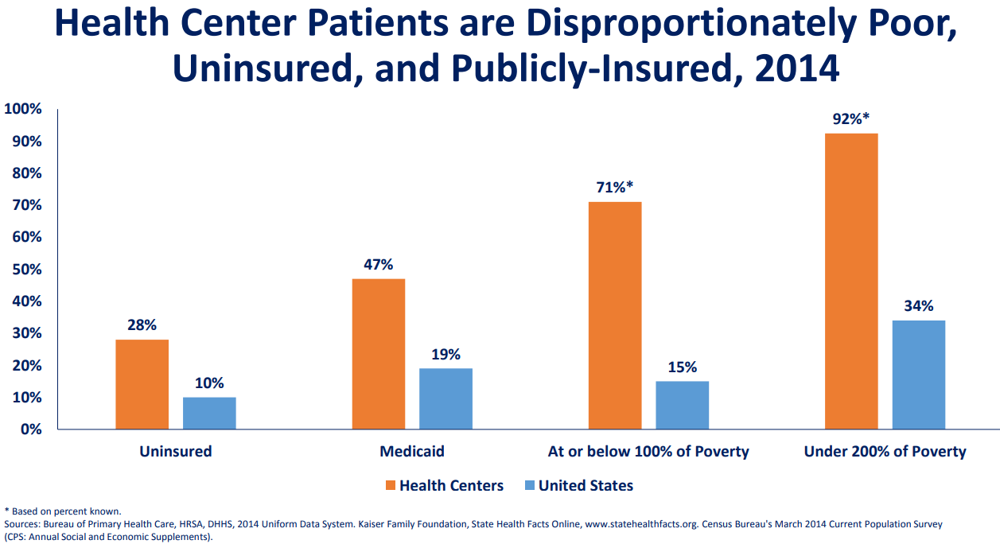 Health Center Patients are Disproportionately Poor,
Uninsured, and Publicly-Insured, 2014
100%
90%
80%
70%
60%
50%
40%
30%
20%
10%
0%
28%
10%
47%
19%
71%*
15%
92%*
34%
Uninsured
Medicaid
At or below 100% of Poverty
Under 200% of Poverty
Health Centers
United States
* Based on percent known.
Sources: Bureau of Primary Health Care, HRSA, DHHS, 2014 Uniform Data System. Kaiser Family Foundation, State Health Facts Online, www.statehealthfacts.org. Census Bureau's March 2014 Current Population Survey
(CPS: Annual Social and Economic Supplements).